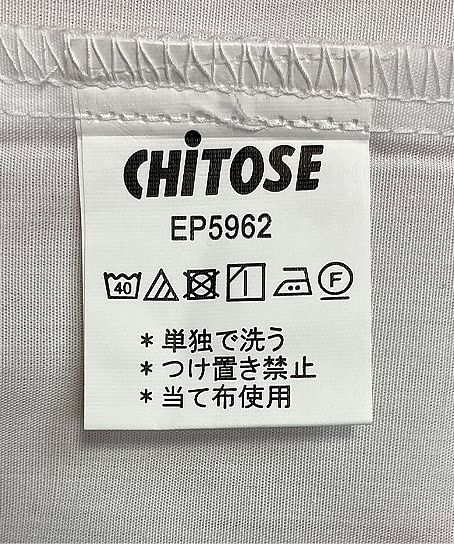 CHiTOSE
EP5962
40 F
＊単独で洗う
＊つけ置き禁止
＊当て布使用